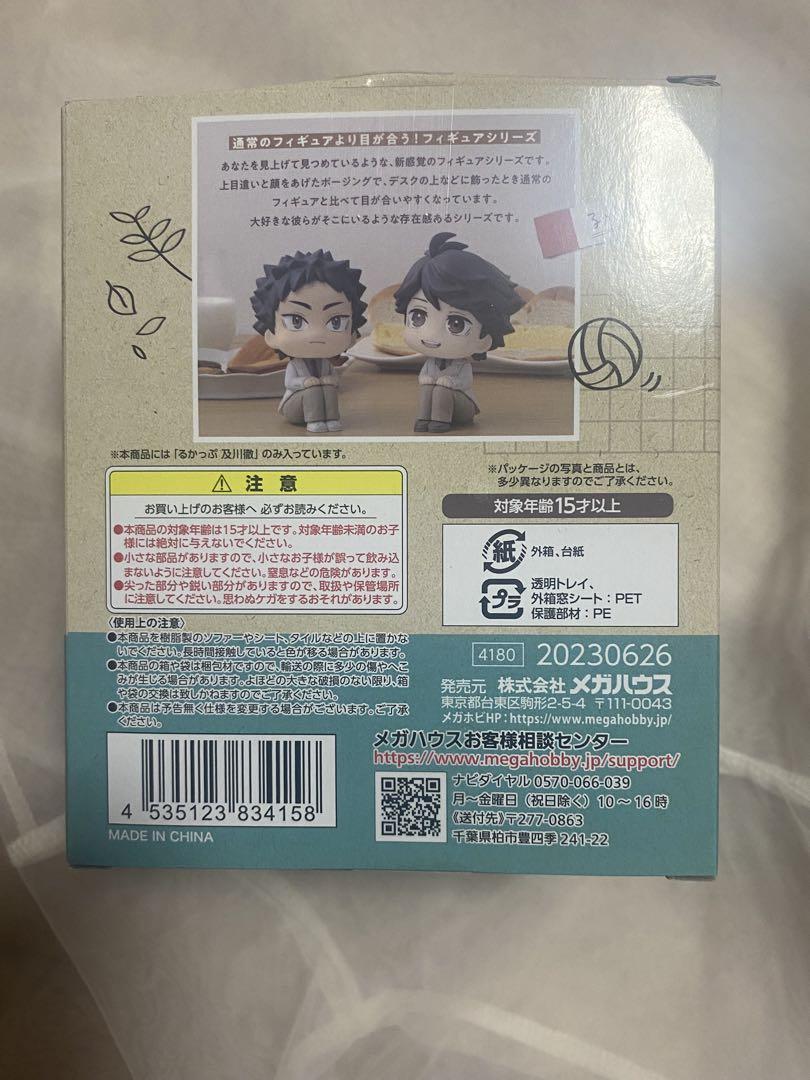 通常のフィギュアより目が合う!フィギュアシリーズ
あなたを見上げて見つめているような、新感覚のフィギュアシリーズです。
上目遣いと顔をあげたポージングで、デスクの上などに飾ったとき通常の
フィギュアと比べて目が合いやすくなっています。
大好きな彼らがそこにいるような存在感あるシリーズです。
※本商品には「るかっぷ 及川徹」のみ入っています。
※パッケージの写真と商品とは、
多少異なりますのでご了承ください。
注意
お買い上げのお客様へ 必ずお読みください。
●本商品の対象年齢は15才以上です。対象年齢未満のお子
様には絶対に与えないでください。
●小さな部品がありますので、小さなお子様が誤って飲み込
まないように注意してください。窒息などの危険があります。
●尖った部分や鋭い部分がありますので、取扱や保管場所
に注意してください。思わぬケガをするおそれがあります。
〈使用上の注意〉
●本商品を樹脂製のソファーやシート、タイルなどの上に置かな
いでください。長時間接触していると色が移る場合があります。
●本商品の箱や袋は梱包材ですので、輸送の際に多少の傷やへこ
みが生じる場合があります。よほどの大きな破損のない限り、箱
や袋の交換は致しかねますのでご了承ください。
●本商品は予告無く仕様を変更する場合がございます。ご了承
ください。
対象年齢15才以上
紙 外箱、台紙
プラ 透明トレイ、
外箱窓シート:PET
保護部材:PE
4180 20230626
発売元 株式会社メガハウス
東京都台東区駒形2-5-4 〒111-0043
メガホビHP:https://www.megahobby.jp/
メガハウスお客様相談センター
https://www.megahobby.jp/support/
ナビダイヤル 0570-066-039
月〜金曜日(祝日除く)10〜16時
《送付先》〒277-0863
千葉県柏市豊四季241-22
4 535123 834158
MADE IN CHINA